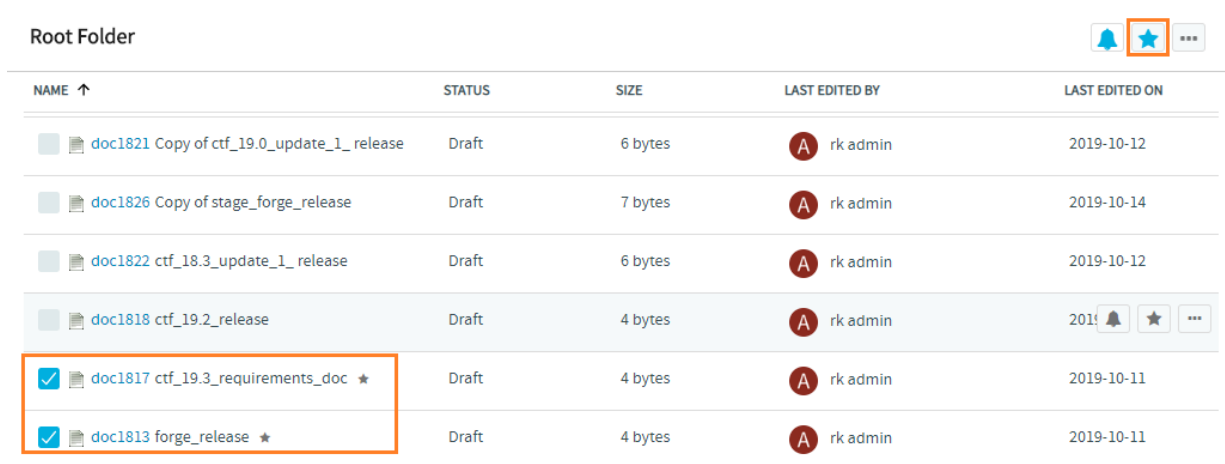 Root Folder
NAME STATUS SIZE LAST EDITED BY LAST EDITED ON
doc1821 Copy of ctf_19.0_update_1_ release Draft 6 bytes A rk admin 2019-10-12
doc1826 Copy of stage_forge_release Draft 7 bytes A rk admin 2019-10-14
doc1822 ctf_18.3_update_1_ release Draft 6 bytes A rk admin 2019-10-12
doc1818 ctf_19.2_release Draft 4 bytes A rk admin 201
doc1817 ctf_19.3_requirements_doc Draft 4 bytes A rk admin 2019-10-11
doc1813 forge_release Draft 4 bytes A rk admin 2019-10-11